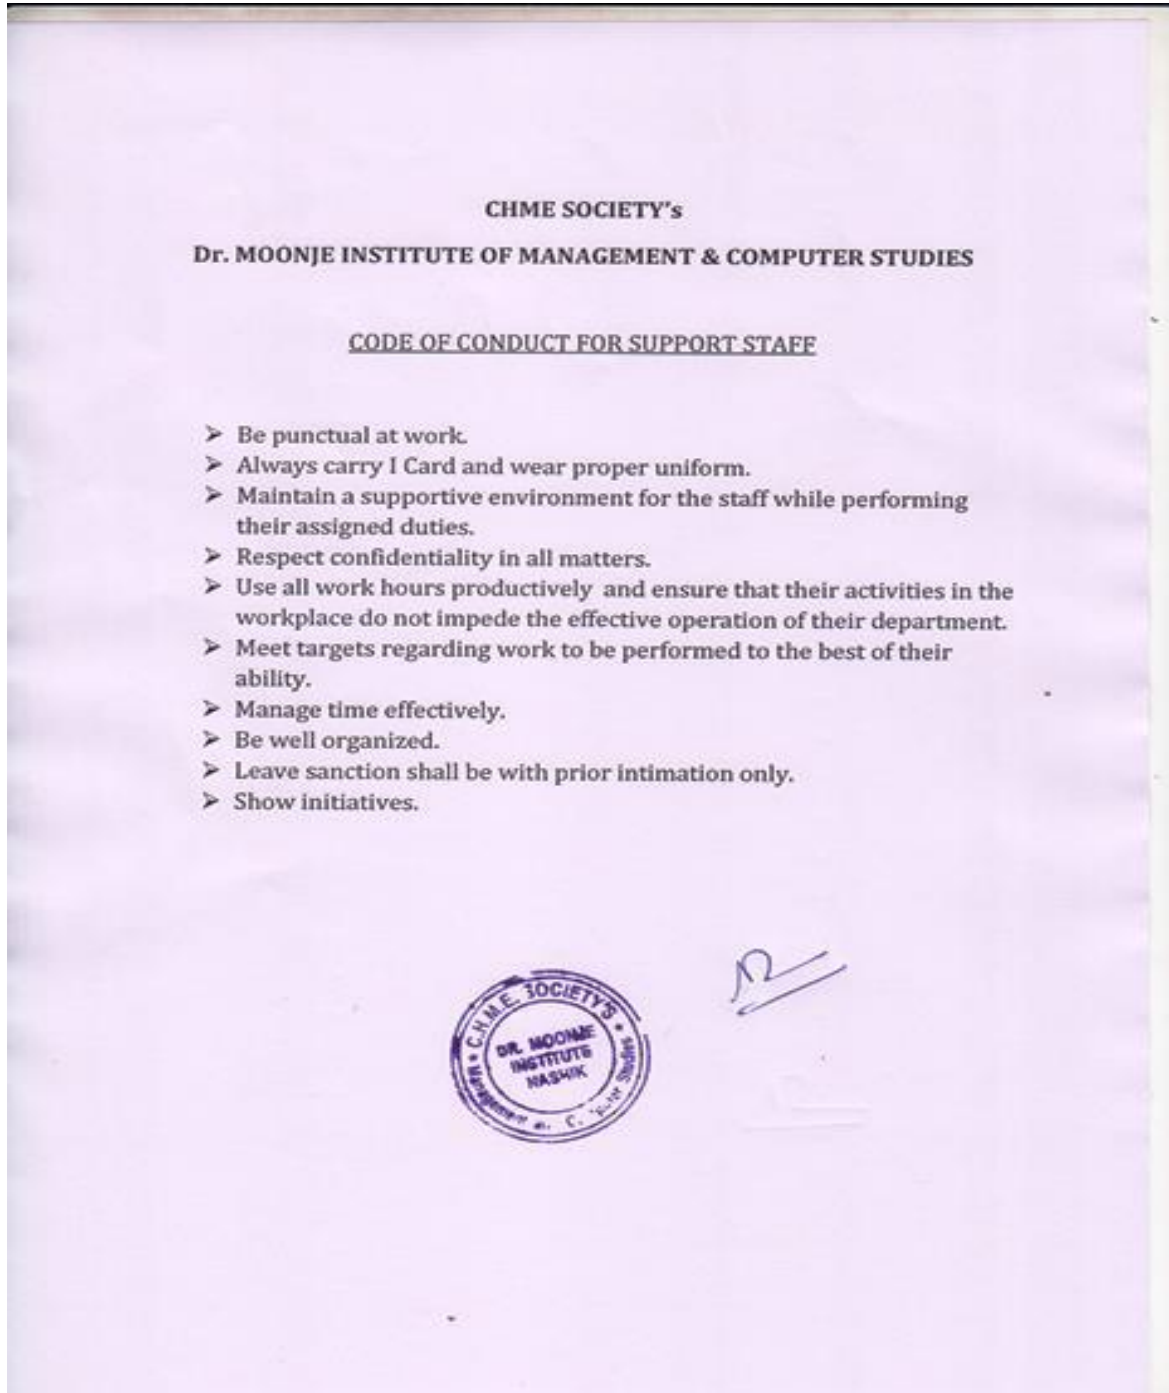 CHME SOCIETY's
Dr. MOONJE INSTITUTE OF MANAGEMENT & COMPUTER STUDIES
CODE OF CONDUCT FOR SUPPORT STAFF
➤ Be punctual at work.
➤ Always carry I Card and wear proper uniform.
➤ Maintain a supportive environment for the staff while performing
their assigned duties.
➤ Respect confidentiality in all matters.
➤ Use all work hours productively and ensure that their activities in the
workplace do not impede the effective operation of their department.
➤ Meet targets regarding work to be performed to the best of their
ability.
➤ Manage time effectively.
➤ Be well organized.
➤ Leave sanction shall be with prior intimation only.
➤ Show initiatives.
C.H.M.E. SOCIETY'S
DR. MOONJE
INSTITUTE
NASHIK
Management
Studies